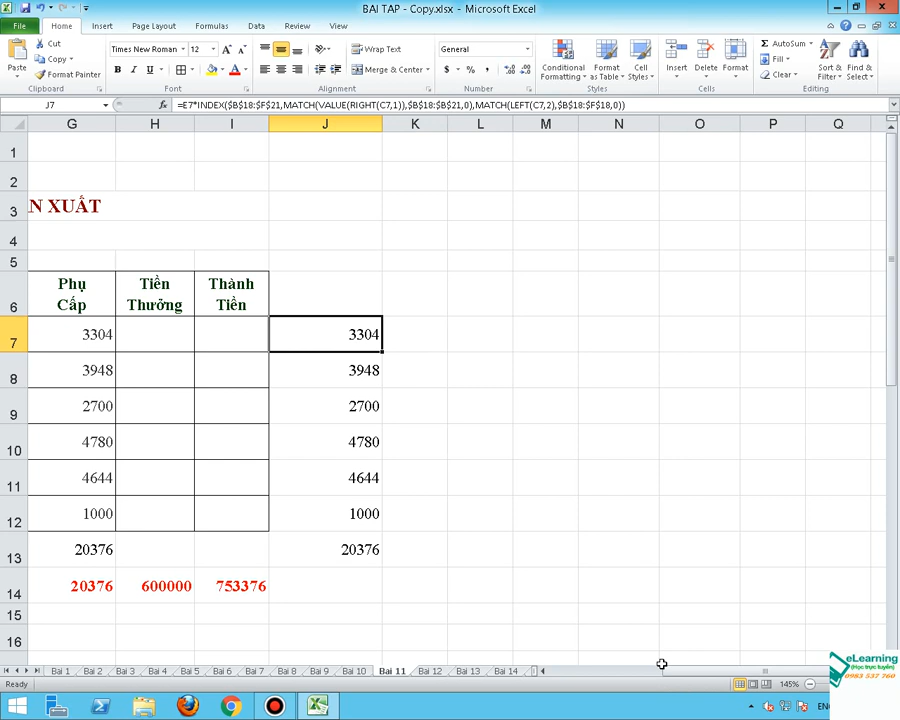 BAI TAP - Copy.xlsx - Microsoft Excel
File Home Insert Page Layout Formulas Data Review View
Paste Cut Copy Format Painter Clipboard
Times New Roman 12 Font
Wrap Text Merge & Center Alignment
General Number
Conditional Formatting Format as Table Cell Styles Styles
Insert Delete Format Cells
AutoSum Fill Clear Sort & Filter Find & Select Editing
J7 fx =E7*INDEX($B$18:$F$21,MATCH(VALUE(RIGHT(C7,1)),$B$18:$B$21,0),MATCH(LEFT(C7,2),$B$18:$F$18,0))
G H I J K L M N O P Q
1
2
3 N XUẤT
4
5
6 Phụ Cấp Tiền Thưởng Thành Tiền
7 3304 3304
8 3948 3948
9 2700 2700
10 4780 4780
11 4644 4644
12 1000 1000
13 20376 20376
14 20376 600000 753376
15
16
Bai 1 Bai 2 Bai 3 Bai 4 Bai 5 Bai 6 Bai 7 Bai 8 Bai 9 Bai 10 Bai 11 Bai 12 Bai 13 Bai 14
Ready 145%
eLearning
(Học trực tuyến)
0983 537 760